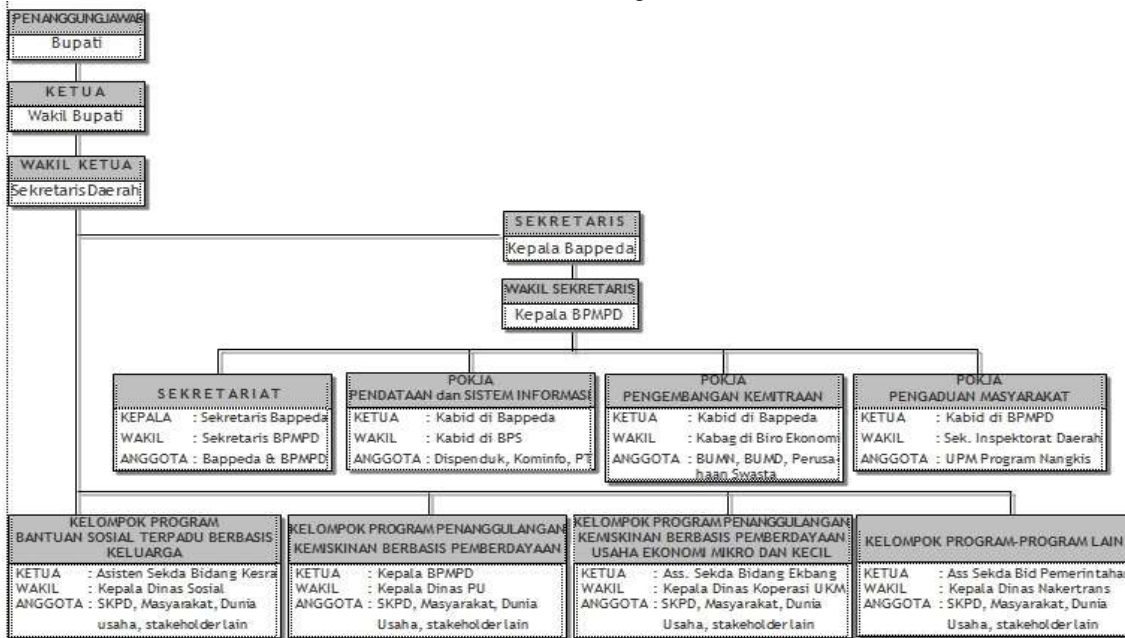 PENANGGUNGJAWAB
Bupati
KETUA
Wakil Bupati
WAKIL KETUA
Sekretaris Daerah
SEKRETARIS
Kepala Bappeda
WAKIL SEKRETARIS
Kepala BPMPD
SEKRETARIAT
KEPALA : Sekretaris Bappeda
WAKIL : Sekretaris BPMPD
ANGGOTA : Bappeda & BPMPD
POKJA
PENDATAAN dan SISTEM INFORMASI
KETUA : Kabid di Bappeda
WAKIL : Kabid di BPS
ANGGOTA : Dispenduk, Kominfo, PT
POKJA
PENGEMBANGAN KEMITRAAN
KETUA : Kabid di Bappeda
WAKIL : Kabag di Biro Ekonomi
ANGGOTA : BUMN, BUMD, Perusa-
haan Swasta
POKJA
PENGADUAN MASYARAKAT
KETUA : Kabid di BPMPD
WAKIL : Sek. Inspektorat Daerah
ANGGOTA : UPM Program Nangkis
KELOMPOK PROGRAM
BANTUAN SOSIAL TERPADU BERBASIS
KELUARGA
KETUA : Asisten Sekda Bidang Kesra
WAKIL : Kepala Dinas Sosial
ANGGOTA : SKPD, Masyarakat, Dunia
usaha, stakeholder lain
KELOMPOK PROGRAM PENANGGULANGAN
KEMISKINAN BERBASIS PEMBERDAYAAN
KETUA : Kepala BPMPD
WAKIL : Kepala Dinas PU
ANGGOTA : SKPD, Masyarakat, Dunia
Usaha, stakeholder lain
KELOMPOK PROGRAM PENANGGULANGAN
KEMISKINAN BERBASIS PEMBERDAYAAN
USAHA EKONOMI MIKRO DAN KECIL
KETUA : Ass. Sekda Bidang Ekbang
WAKIL : Kepala Dinas Koperasi UKM
ANGGOTA : SKPD, Masyarakat, Dunia
Usaha, stakeholder lain
KELOMPOK PROGRAM-PROGRAM LAIN
KETUA : Ass Sekda Bid Pemerintahan
WAKIL : Kepala Dinas Nakertrans
ANGGOTA : SKPD, Masyarakat, Dunia
usaha, stakeholder lain